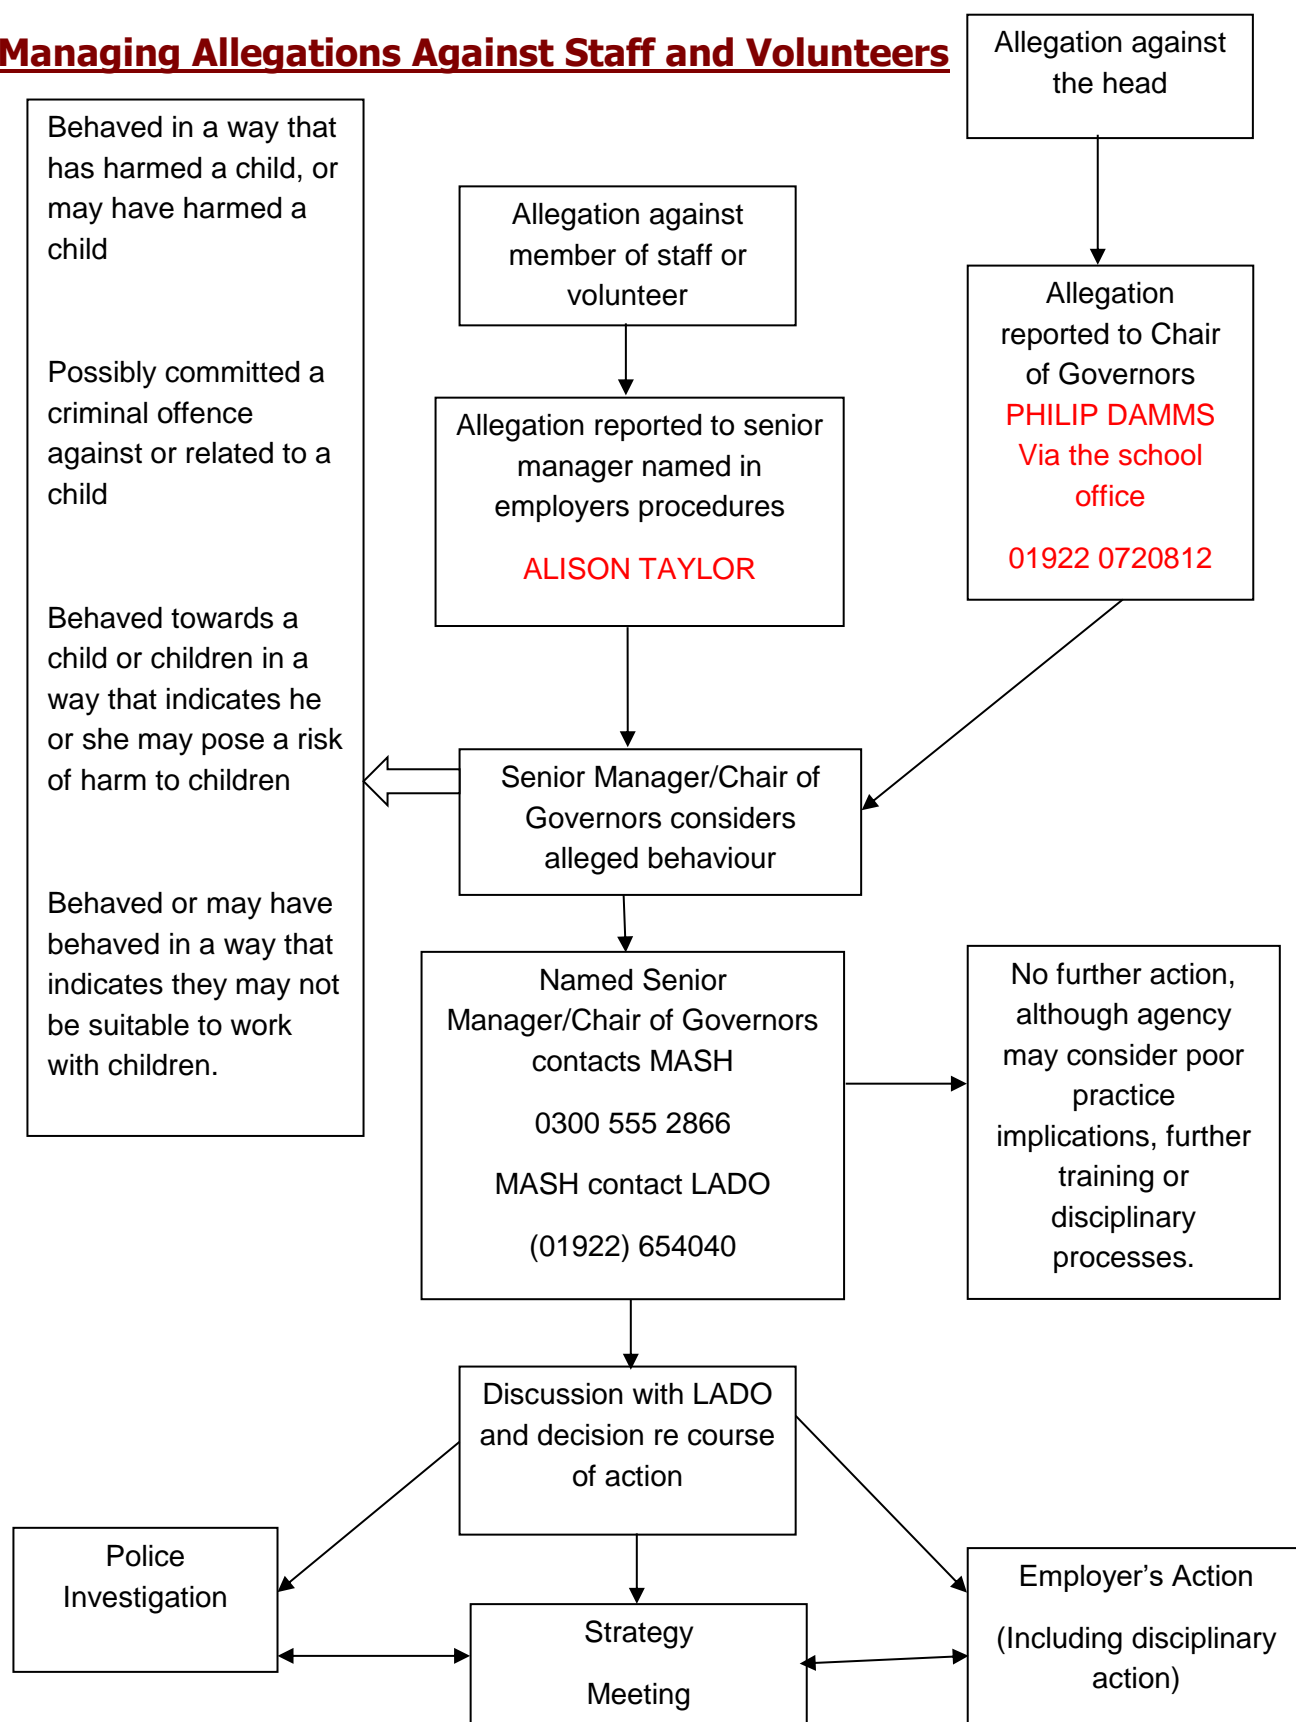 Managing Allegations Against Staff and Volunteers
Allegation against
the head
Behaved in a way that
has harmed a child, or
may have harmed a
child
Possibly committed a
criminal offence
against or related to a
child
Behaved towards a
child or children in a
way that indicates he
or she may pose a risk
of harm to children
Behaved or may have
behaved in a way that
indicates they may not
be suitable to work
with children.
Allegation against
member of staff or
volunteer
Allegation
reported to Chair
of Governors
PHILIP DAMMS
Via the school
office
01922 0720812
Allegation reported to senior
manager named in
employers procedures
ALISON TAYLOR
Senior Manager/Chair of
Governors considers
alleged behaviour
Named Senior
Manager/Chair of Governors
contacts MASH
0300 555 2866
MASH contact LADO
(01922) 654040
No further action,
although agency
may consider poor
practice
implications, further
training or
disciplinary
processes.
Discussion with LADO
and decision re course
of action
Police
Investigation
Strategy
Meeting
Employer’s Action
(Including disciplinary
action)